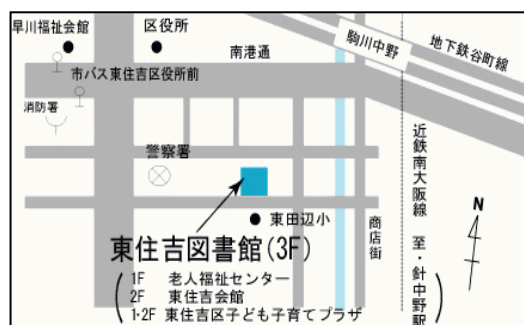 早川福祉会館
区役所
南港通
駒川中野
地下鉄谷町線
市バス東住吉区役所前
消防署
警察署
近鉄南大阪線 至・針中野駅
N
東田辺小
商店街
東住吉図書館(3F)
1F 老人福祉センター
2F 東住吉会館
1・2F 東住吉区子ども子育てプラザ